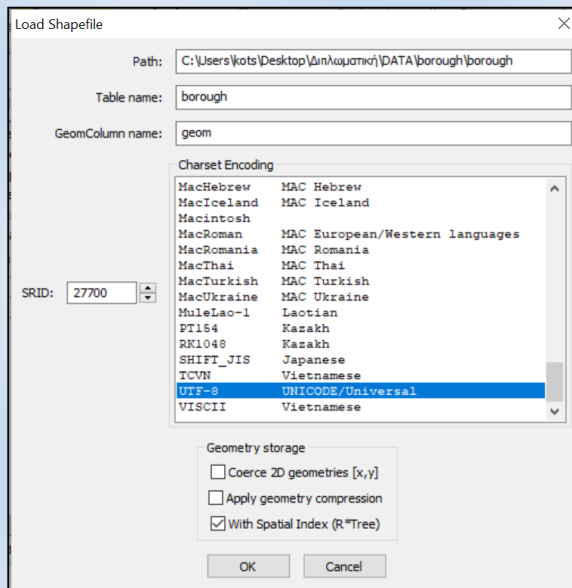 Load Shapefile
Path: C:\Users\kots\Desktop\Διπλωματική\DATA\borough\borough
Table name: borough
GeomColumn name: geom
Charset Encoding
MacHebrew MAC Hebrew
MacIceland MAC Iceland
Macintosh
MacRoman MAC European/Western languages
MacRomania MAC Romania
MacThai MAC Thai
MacTurkish MAC Turkish
MacUkraine MAC Ukraine
MuleLao-1 Laotian
PT154 Kazakh
RK1048 Kazakh
SHIFT_JIS Japanese
TCVN Vietnamese
UTF-8 UNICODE/Universal
VISCII Vietnamese
SRID: 27700
Geometry storage
Coerce 2D geometries [x,y]
Apply geometry compression
With Spatial Index (R*Tree)
OK Cancel